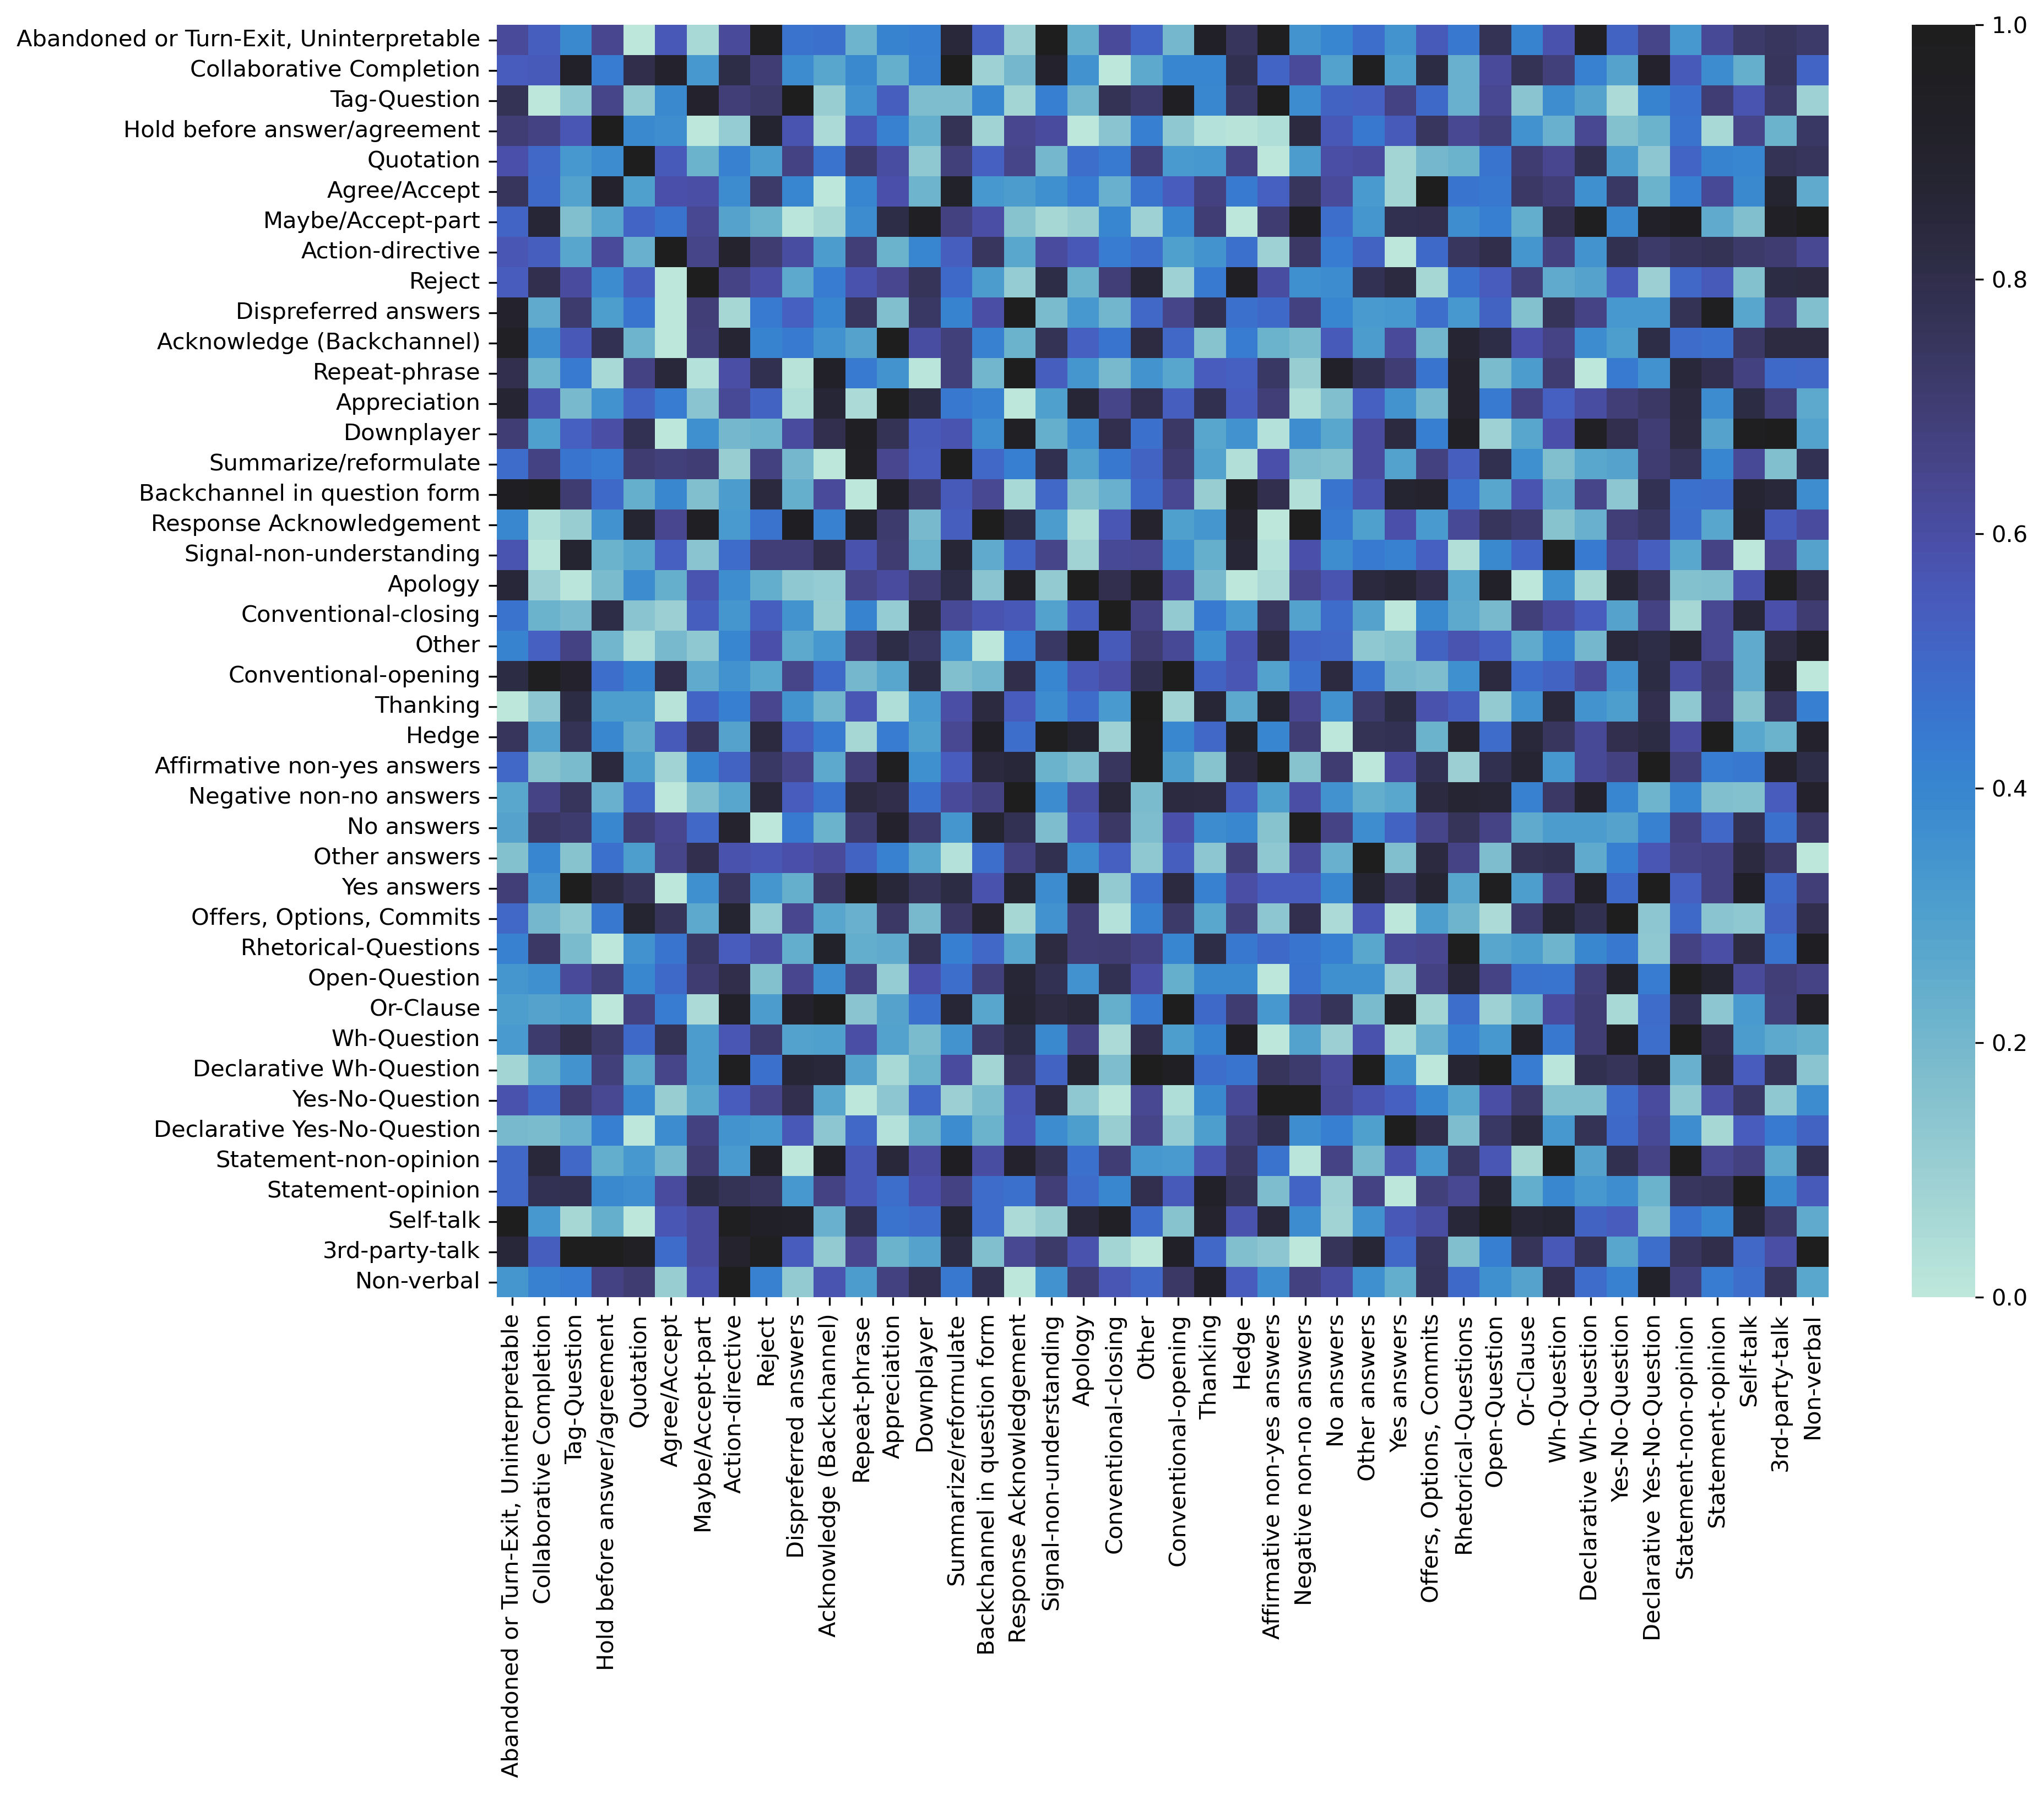 Abandoned or Turn-Exit, Uninterpretable
Collaborative Completion
Tag-Question
Hold before answer/agreement
Quotation
Agree/Accept
Maybe/Accept-part
Action-directive
Reject
Dispreferred answers
Acknowledge (Backchannel)
Repeat-phrase
Appreciation
Downplayer
Summarize/reformulate
Backchannel in question form
Response Acknowledgement
Signal-non-understanding
Apology
Conventional-closing
Other
Conventional-opening
Thanking
Hedge
Affirmative non-yes answers
Negative non-no answers
No answers
Other answers
Yes answers
Offers, Options, Commits
Rhetorical-Questions
Open-Question
Or-Clause
Wh-Question
Declarative Wh-Question
Yes-No-Question
Declarative Yes-No-Question
Statement-non-opinion
Statement-opinion
Self-talk
3rd-party-talk
Non-verbal
Abandoned or Turn-Exit, Uninterpretable
Collaborative Completion
Tag-Question
Hold before answer/agreement
Quotation
Agree/Accept
Maybe/Accept-part
Action-directive
Reject
Dispreferred answers
Acknowledge (Backchannel)
Repeat-phrase
Appreciation
Downplayer
Summarize/reformulate
Backchannel in question form
Response Acknowledgement
Signal-non-understanding
Apology
Conventional-closing
Other
Conventional-opening
Thanking
Hedge
Affirmative non-yes answers
Negative non-no answers
No answers
Other answers
Yes answers
Offers, Options, Commits
Rhetorical-Questions
Open-Question
Or-Clause
Wh-Question
Declarative Wh-Question
Yes-No-Question
Declarative Yes-No-Question
Statement-non-opinion
Statement-opinion
Self-talk
3rd-party-talk
Non-verbal
1.0
0.8
0.6
0.4
0.2
0.0